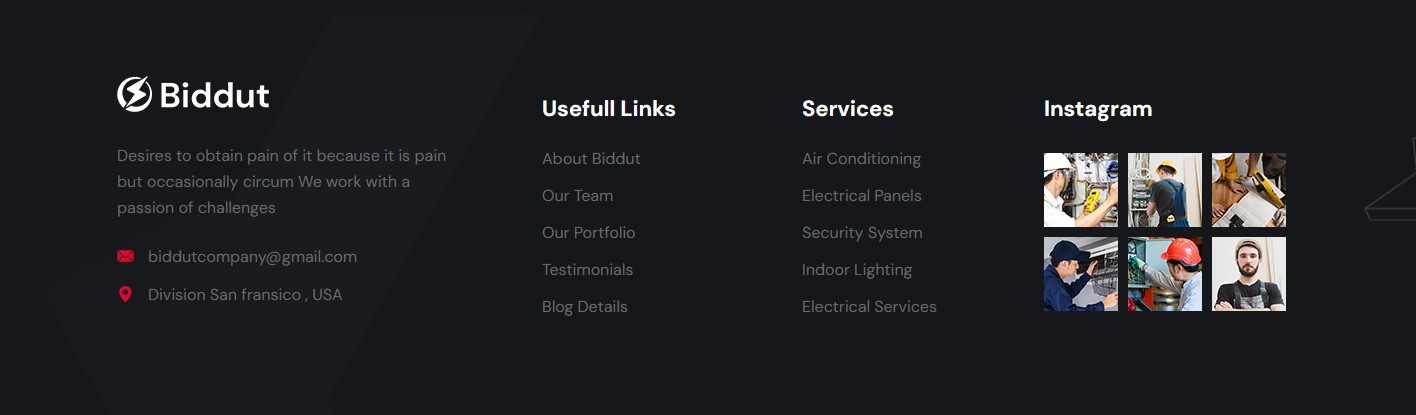 Biddut
Desires to obtain pain of it because it is pain
but occasionally circum We work with a
passion of challenges
biddutcompany@gmail.com
Division San fransico , USA
Usefull Links
About Biddut
Our Team
Our Portfolio
Testimonials
Blog Details
Services
Air Conditioning
Electrical Panels
Security System
Indoor Lighting
Electrical Services
Instagram